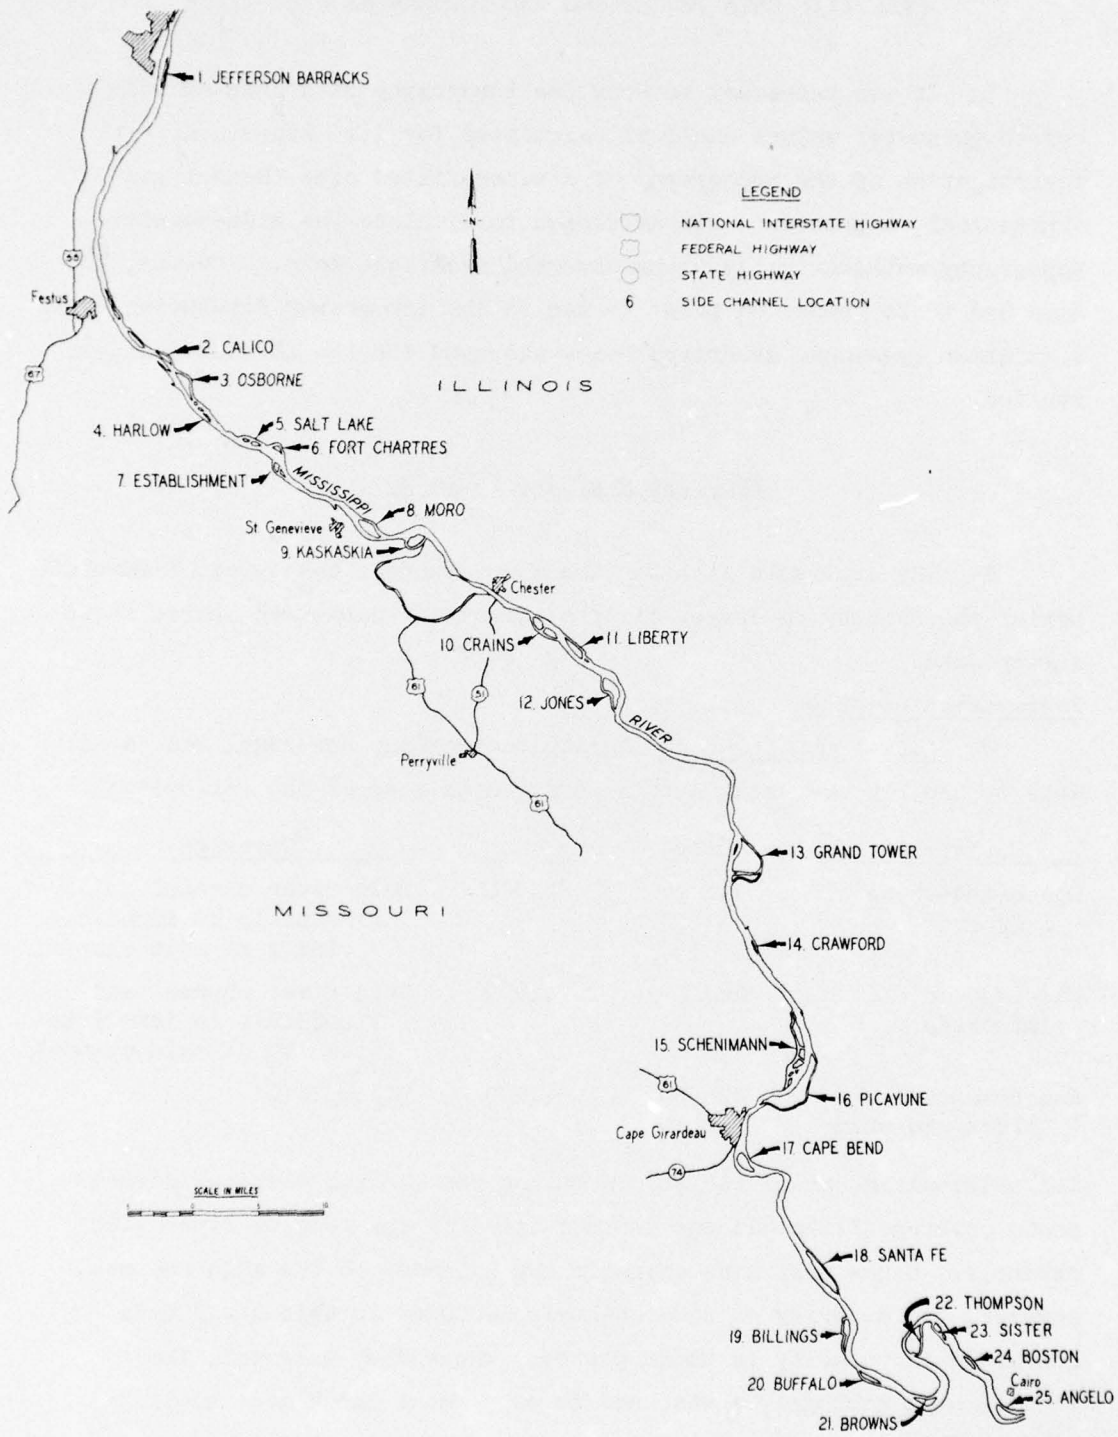 1. JEFFERSON BARRACKS
N
LEGEND
NATIONAL INTERSTATE HIGHWAY
FEDERAL HIGHWAY
STATE HIGHWAY
6 SIDE CHANNEL LOCATION
55
Festus
67
2. CALICO
3 OSBORNE
ILLINOIS
4. HARLOW
5. SALT LAKE
6. FORT CHARTRES
7. ESTABLISHMENT
MISSISSIPPI
8. MORO
St. Genevieve
9. KASKASKIA
Chester
10. CRAINS
11. LIBERTY
61
51
12. JONES
RIVER
Perryville
61
13 GRAND TOWER
MISSOURI
14. CRAWFORD
15. SCHENIMANN
61
16. PICAYUNE
Cape Girardeau
17. CAPE BEND
74
SCALE IN MILES
5 0 5 10
18. SANTA FE
22. THOMPSON
19. BILLINGS
23. SISTER
24. BOSTON
20. BUFFALO
Cairo
25. ANGELO
21. BROWNS